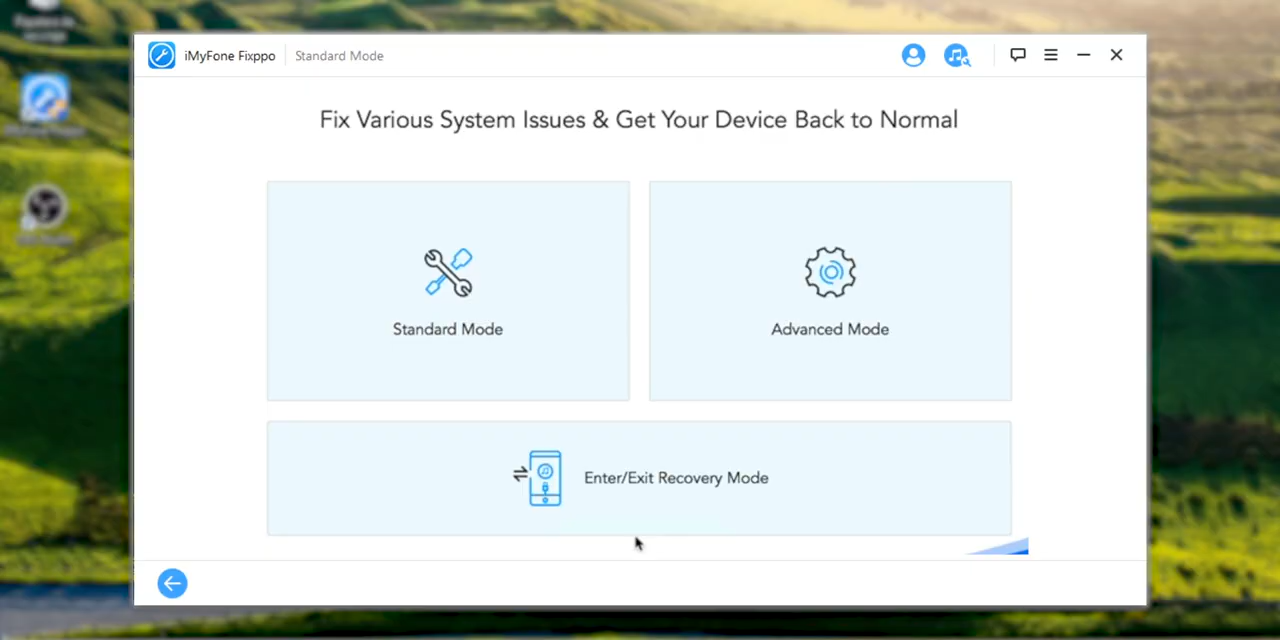 iMyFone Fixppo
Standard Mode
Fix Various System Issues & Get Your Device Back to Normal
Standard Mode
Advanced Mode
Enter/Exit Recovery Mode